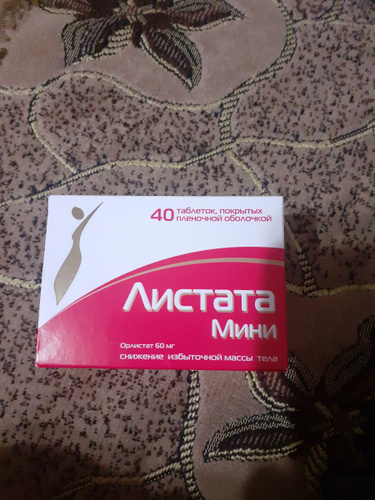 40 таблеток, покрытых
пленочной оболочкой
Листата
Мини
Орлистат 60 мг
снижение избыточной массы тела